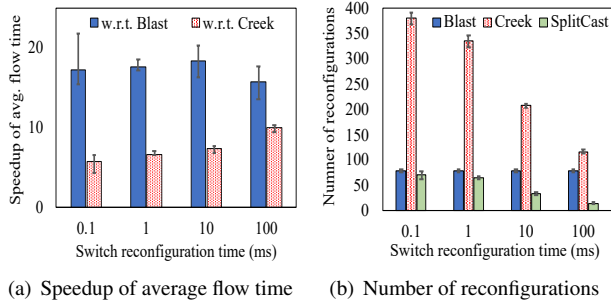 w.r.t. Blast
w.r.t. Creek
Speedup of avg. flow time
20
10
0
0.1 1 10 100
Switch reconfiguration time (ms)
(a) Speedup of average flow time
Blast Creek SplitCast
Numner of reconfigurations
400
350
300
250
200
150
100
50
0
0.1 1 10 100
Switch reconfiguration time (ms)
(b) Number of reconfigurations